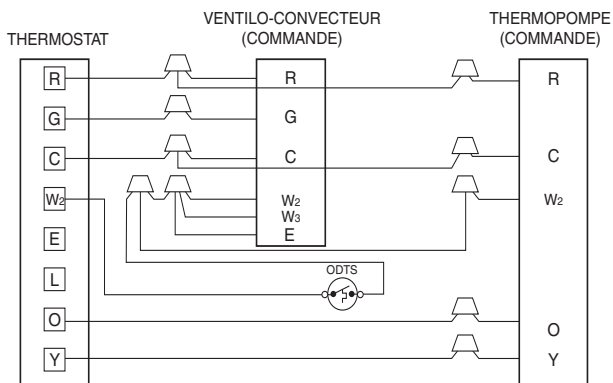 THERMOSTAT
VENTILO-CONVECTEUR
(COMMANDE)
THERMOPOMPE
(COMMANDE)
R
G
C
W2
E
L
O
Y
R
G
C
W2
W3
E
ODTS
R
C
W2
O
Y